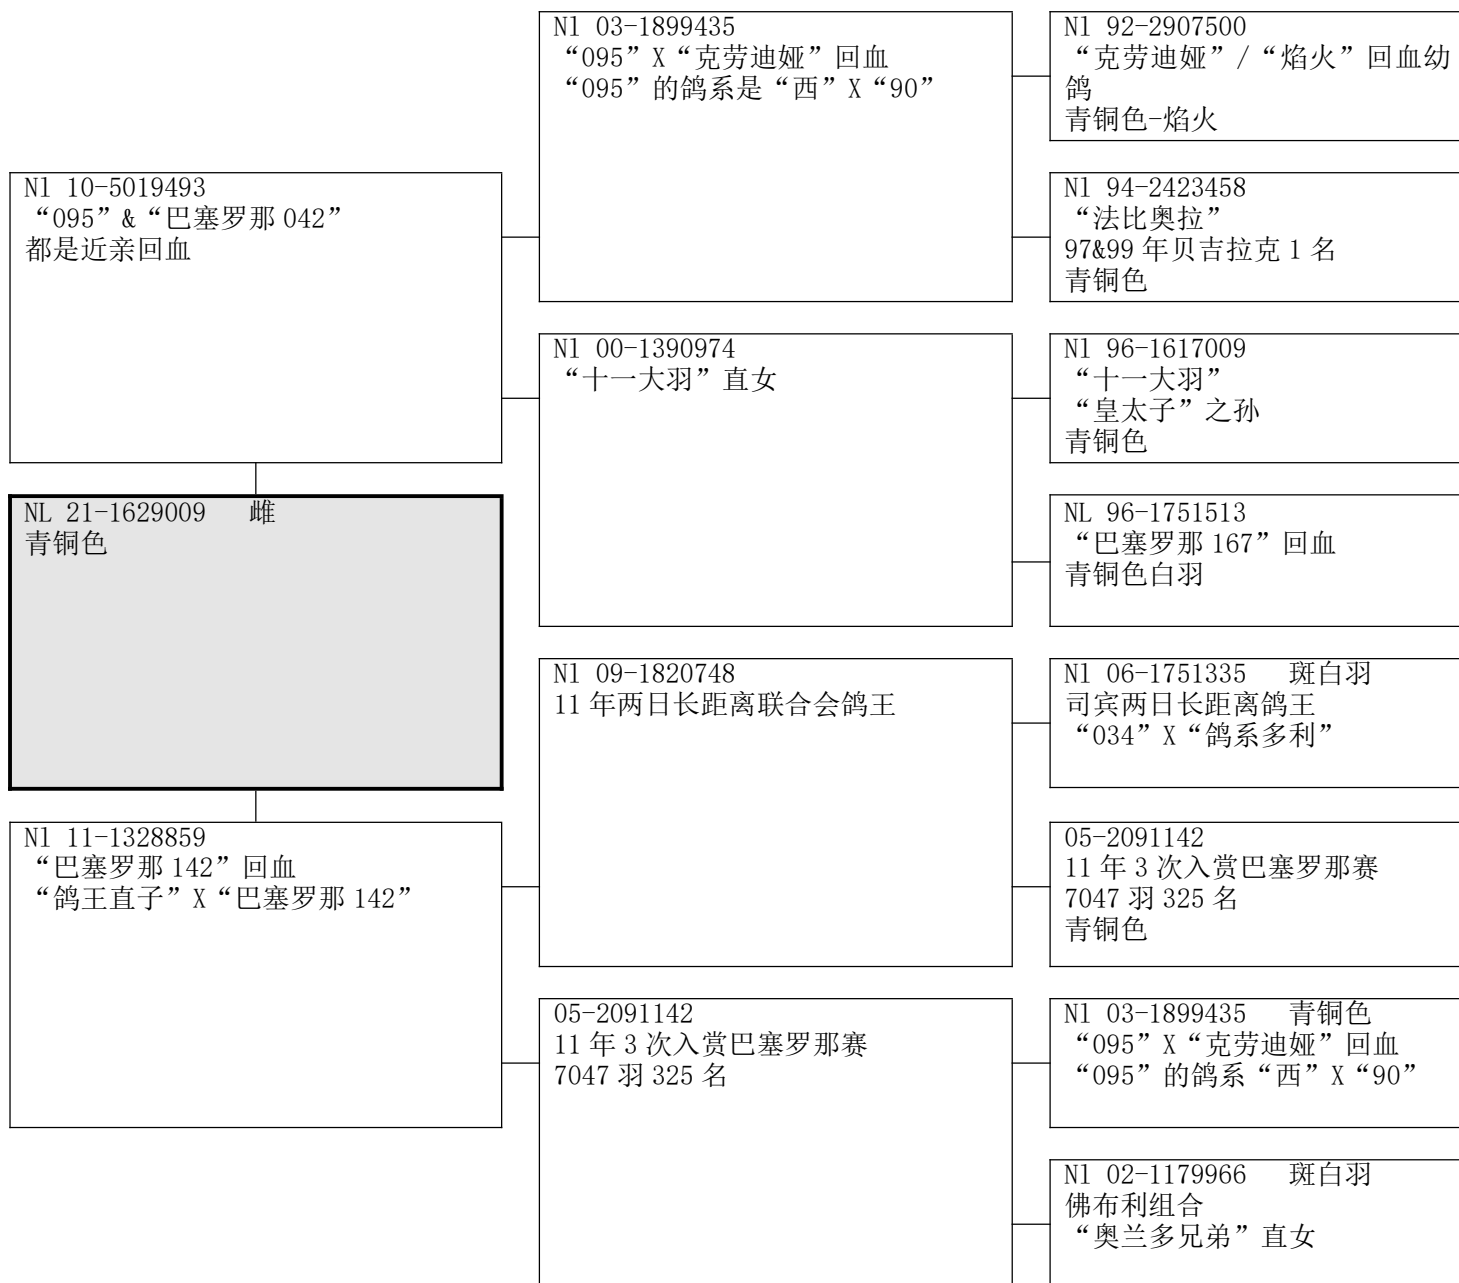 Nl 03-1899435
“095”X“克劳迪娅”回血
“095”的鸽系是“西”X“90”
Nl 92-2907500
“克劳迪娅”/“焰火”回血幼
鸽
青铜色-焰火
Nl 10-5019493
“095”&“巴塞罗那 042”
都是近亲回血
Nl 94-2423458
“法比奥拉”
97&99 年贝吉拉克 1 名
青铜色
Nl 00-1390974
“十一大羽”直女
Nl 96-1617009
“十一大羽”
“皇太子”之孙
青铜色
NL 21-1629009 雌
青铜色
NL 96-1751513
“巴塞罗那 167”回血
青铜色白羽
Nl 09-1820748
11 年两日长距离联合会鸽王
Nl 06-1751335 斑白羽
司宾两日长距离鸽王
“034”X“鸽系多利”
Nl 11-1328859
“巴塞罗那 142”回血
“鸽王直子”X“巴塞罗那 142”
05-2091142
11 年 3 次入赏巴塞罗那赛
7047 羽 325 名
青铜色
05-2091142
11 年 3 次入赏巴塞罗那赛
7047 羽 325 名
Nl 03-1899435 青铜色
“095”X“克劳迪娅”回血
“095”的鸽系“西”X“90”
Nl 02-1179966 斑白羽
佛布利组合
“奥兰多兄弟”直女